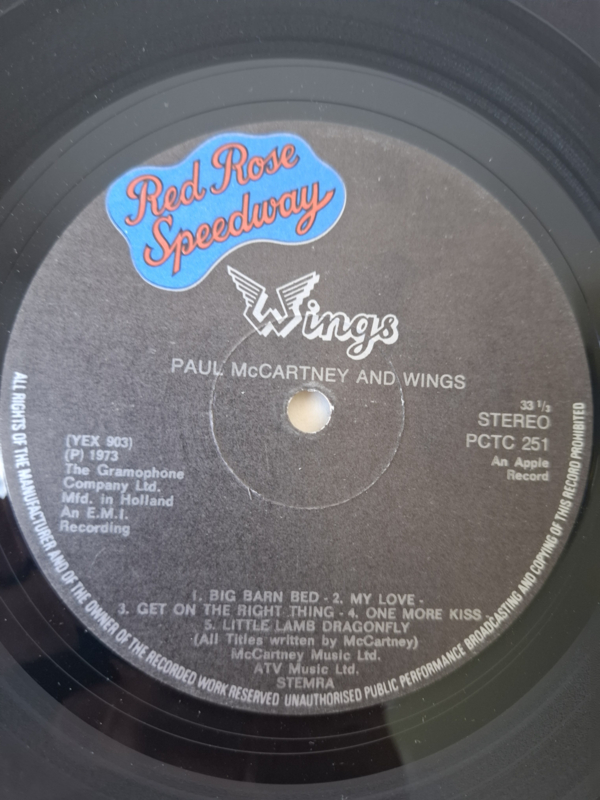 Red Rose
Speedway
Wings
PAUL McCARTNEY AND WINGS
33 1/3
STEREO
PCTC 251
An Apple
Record
(YEX 903)
(P) 1973
The Gramophone
Company Ltd.
Mfd. in Holland
An E.M.I.
Recording
1. BIG BARN BED - 2. MY LOVE -
3. GET ON THE RIGHT THING - 4. ONE MORE KISS -
5. LITTLE LAMB DRAGONFLY
(All Titles written by McCartney)
McCartney Music Ltd.
ATV Music Ltd.
STEMRA
ALL RIGHTS OF THE MANUFACTURER AND OF THE OWNER OF THE RECORDED WORK RESERVED UNAUTHORISED PUBLIC PERFORMANCE BROADCASTING AND COPYING OF THIS RECORD PROHIBITED